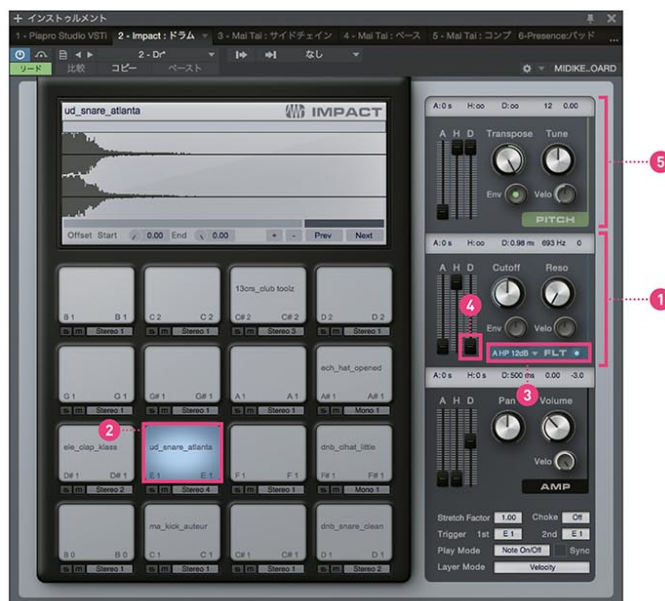 インストゥルメント
1 - Piapro Studio VSTi 2 - Impact : ドラム 3 - Mai Tai : サイドチェイン 4 - Mai Tai : ベース 5 - Mai Tai : コンプ 6-Presence:パッド ...
2 - Dr* なし
リード 比較 コピー ペースト MIDIKE..OARD
ud_snare_atlanta IMPACT
Offset Start 0.00 End 0.00 + - Prev Next
A:0 s H:∞ D:∞ 12 0.00
A H D Transpose Tune
Env Velo
PITCH
5
A:0 s H:∞ D:0.98 ms 693 Hz 0
A H D Cutoff Reso
4
Env Velo
A HP 12dB FLT
1
3
A:0 s H:0 s D:500 ms 0.00 -3.0
A H D Pan Volume
Velo
AMP
Stretch Factor 1.00 Choke Off
Trigger 1st E 1 2nd E 1
Play Mode Note On/Off Sync
Layer Mode Velocity
13crs_club toolz
B 1 B 1 C 2 C 2 C# 2 C# 2 D 2 D 2
s m Stereo 1 s m Stereo 1 s m Stereo 3 s m Stereo 1
ech_hat_opened
G 1 G 1 G# 1 G# 1 A 1 A 1 A# 1 A# 1
s m Stereo 1 s m Stereo 1 s m Stereo 1 s m Mono 1
2
ele_clap_klass ud_snare_atlanta dnb_clhat_little
D# 1 D# 1 E 1 E 1 F 1 F 1 F# 1 F# 1
s m Stereo 2 s m Stereo 4 s m Stereo 1 s m Mono 1
ma_kick_auteur dnb_snare_clean
B 0 B 0 C 1 C 1 C# 1 C# 1 D 1 D 1
s m Stereo 1 s m Stereo 1 s m Stereo 1 s m Stereo 2